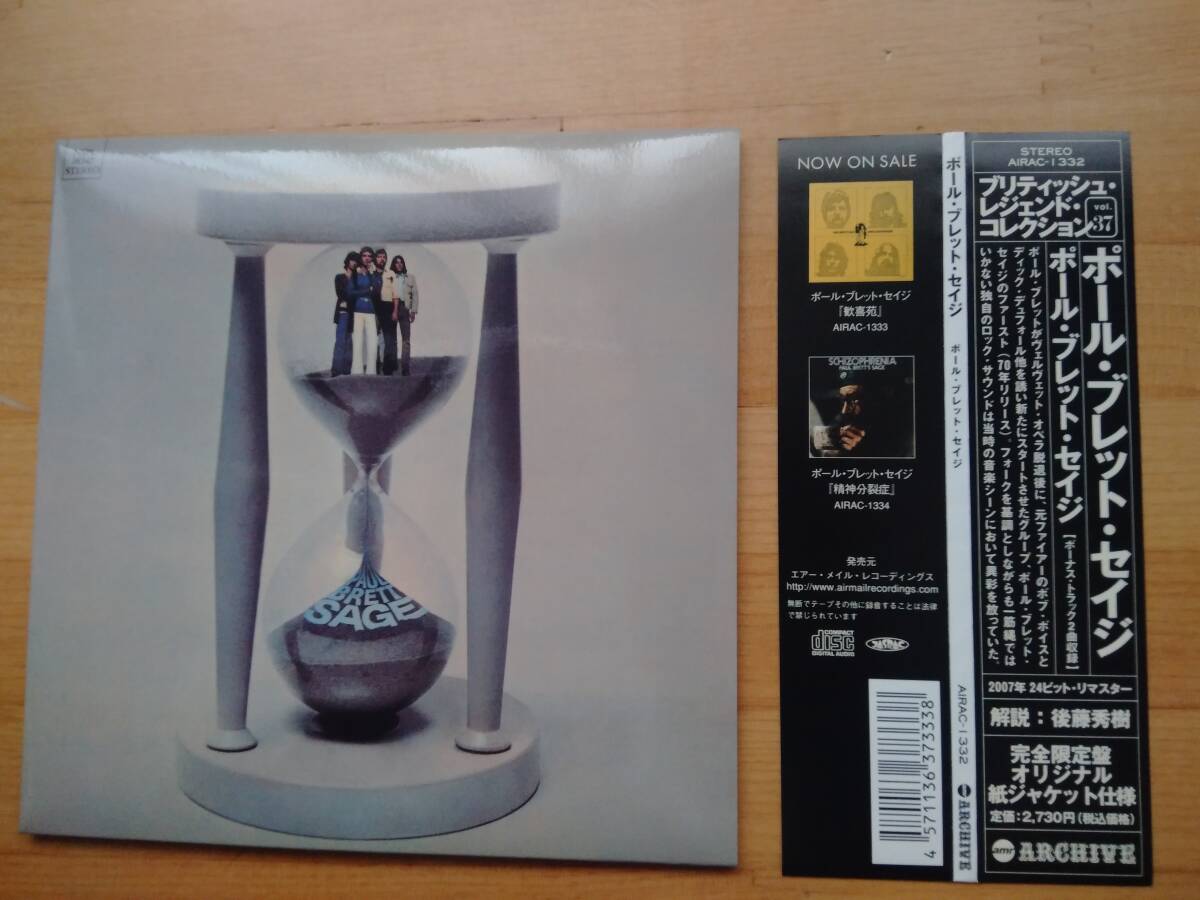 STEREO
PAUL
BRETT
SAGE
NOW ON SALE
ポール・ブレット・セイジ
『歓喜苑』
AIRAC-1333
SCHIZOPHRENIA
PAUL BRETT'S SAGE
ポール・ブレット・セイジ
『精神分裂症』
AIRAC-1334
発売元
エアー・メイル・レコーディングス
http://www.airmailrecordings.com
無断でテープその他に録音することは法律
で禁じられています
COMPACT
disc
DIGITAL AUDIO
JASRAC
4 571136 373338
ポール・ブレット・セイジ
ポール・ブレット・セイジ
AIRAC-1332
amr ARCHIVE
STEREO
AIRAC-1332
ブリティッシュ・
レジェンド・
コレクション
vol.
37
ポール・ブレット・セイジ
ポール・ブレット・セイジ
【ボーナス・トラック2曲収録】
ポール・ブレットがヴェルヴェット・オペラ脱退後に、元ファイアーのボブ・ボイスと
ディック・デュフォール他を誘い新たにスタートさせたグループ、ポール・ブレット・
セイジのファースト（70年リリース）。フォークを基調としながらも一筋縄では
いかない独自のロック・サウンドは当時の音楽シーンにおいて異彩を放っていた。
2007年 24ビット・リマスター
解説：後藤秀樹
完全限定盤
オリジナル
紙ジャケット仕様
定価：2,730円（税込価格）
amr ARCHIVE